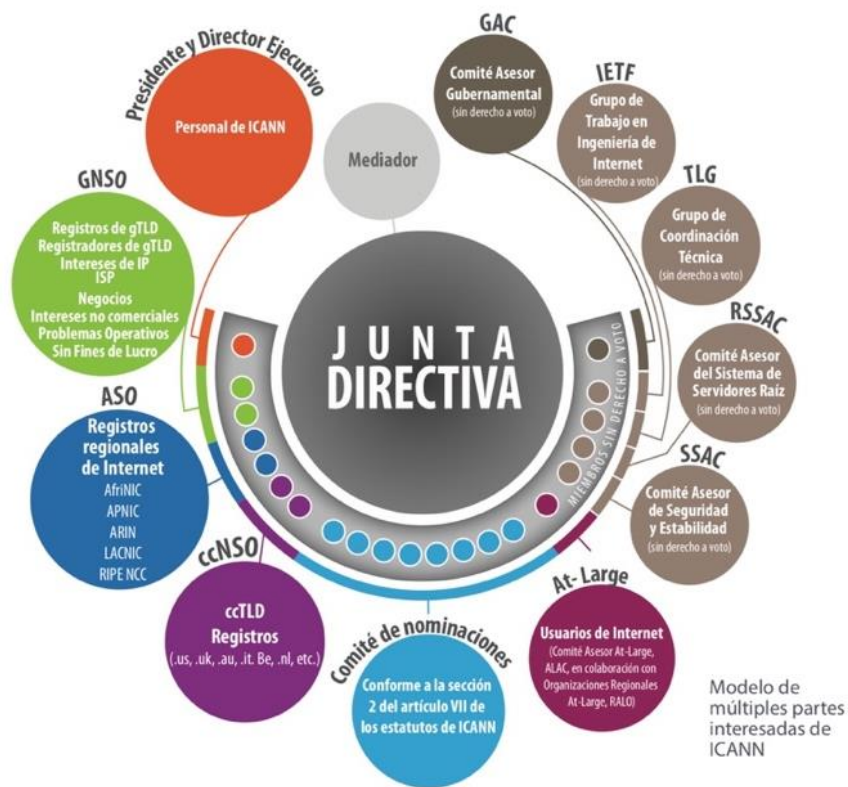 Presidente y Director Ejecutivo
Personal de ICANN
Mediador
GAC
Comité Asesor
Gubernamental
(sin derecho a voto)
IETF
Grupo de
Trabajo en
Ingeniería de
Internet
(sin derecho a voto)
TLG
Grupo de
Coordinación
Técnica
(sin derecho a voto)
RSSAC
Comité Asesor
del Sistema de
Servidores Raíz
(sin derecho a voto)
SSAC
Comité Asesor
de Seguridad
y Estabilidad
(sin derecho a voto)
GNSO
Registros de gTLD
Registradores de gTLD
Intereses de IP
ISP
Negocios
Intereses no comerciales
Problemas Operativos
Sin Fines de Lucro
JUNTA
DIRECTIVA
MIEMBROS SIN DERECHO A VOTO
ASO
Registros
regionales
de Internet
AfriNIC
APNIC
ARIN
LACNIC
RIPE NCC
ccNSO
ccTLD
Registros
(.us, .uk, .au, .it. Be, .nl, etc.)
Comité de nominaciones
Conforme a la sección
2 del artículo VII de
los estatutos de ICANN
At- Large
Usuarios de Internet
(Comité Asesor At-Large,
ALAC, en colaboración con
Organizaciones Regionales
At-Large, RALO)
Modelo de
múltiples partes
interesadas de
ICANN